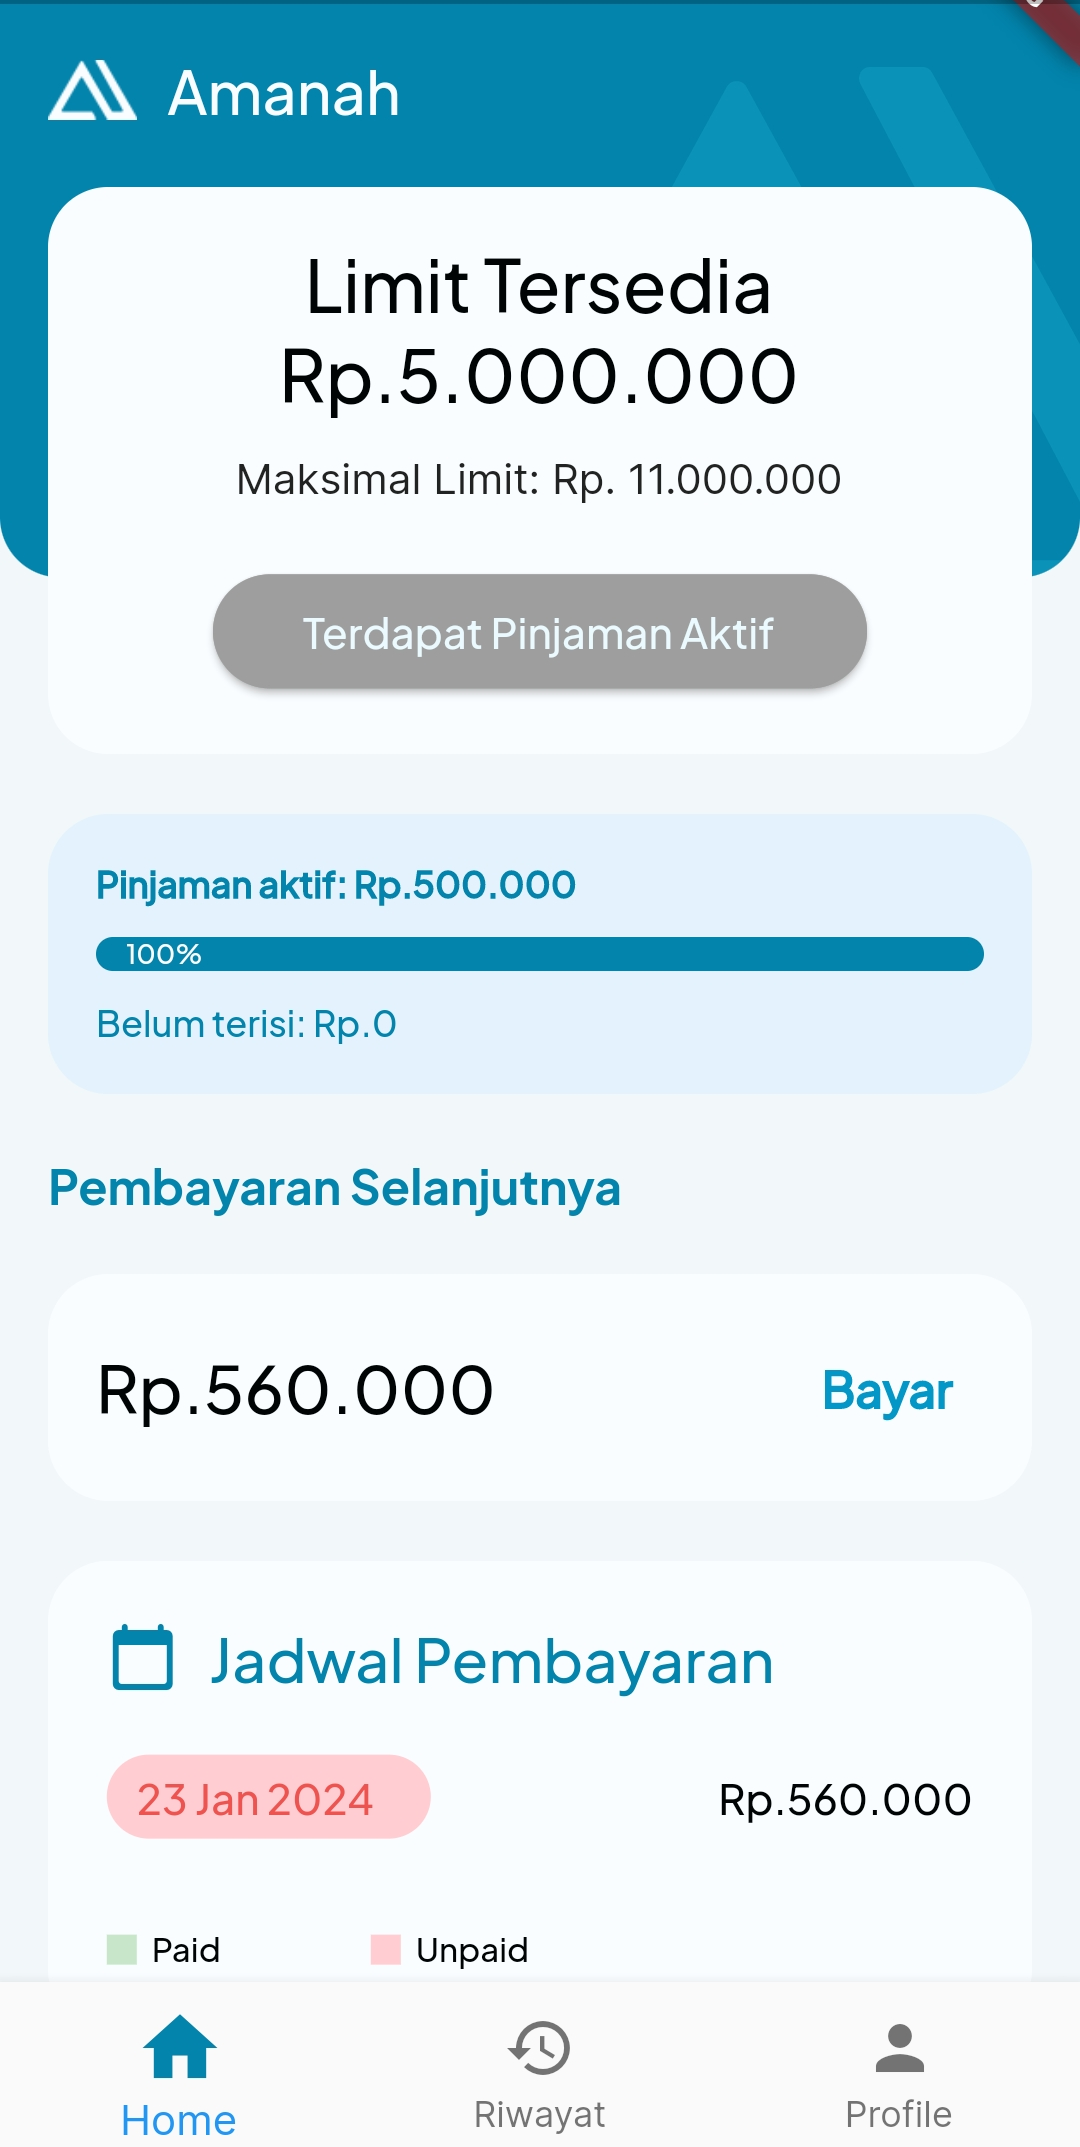 Amanah
Limit Tersedia
Rp.5.000.000
Maksimal Limit: Rp. 11.000.000
Terdapat Pinjaman Aktif
Pinjaman aktif: Rp.500.000
100%
Belum terisi: Rp.0
Pembayaran Selanjutnya
Rp.560.000 Bayar
Jadwal Pembayaran
23 Jan 2024 Rp.560.000
Paid Unpaid
Home Riwayat Profile